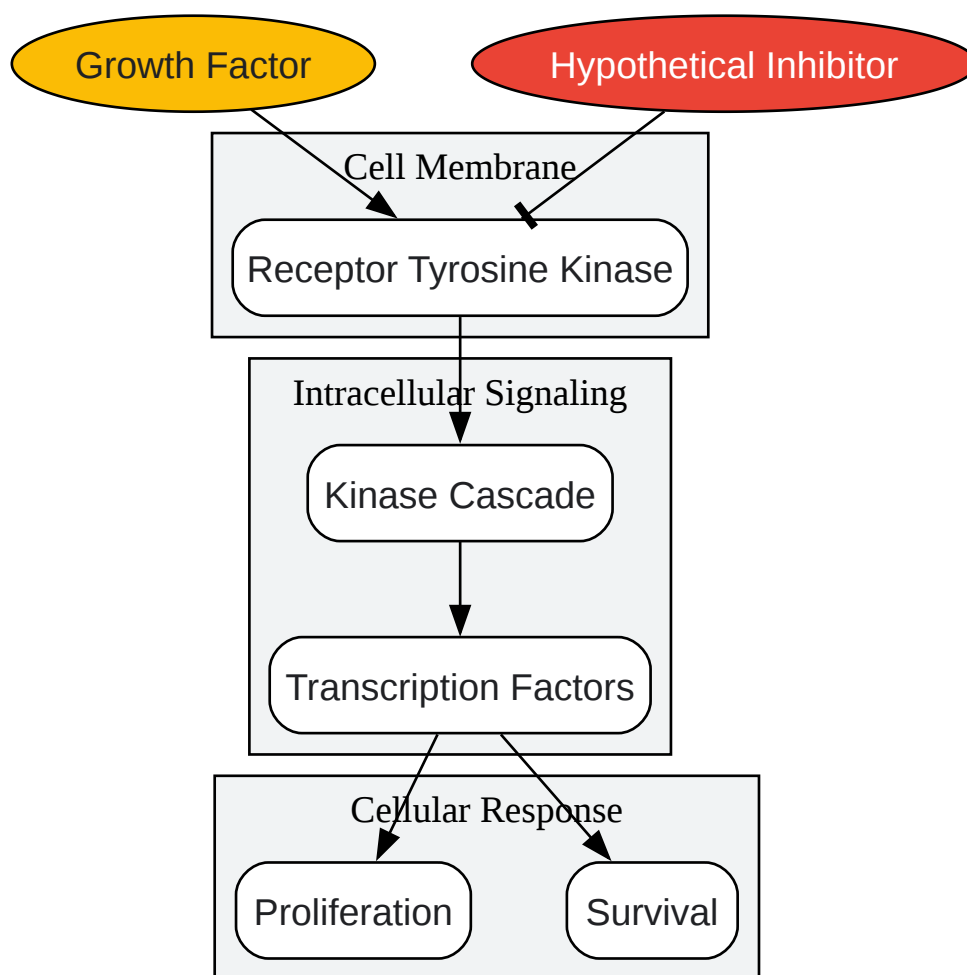 Growth Factor
Hypothetical Inhibitor
Cell Membrane
Receptor Tyrosine Kinase
Intracellular Signaling
Kinase Cascade
Transcription Factors
Cellular Response
Proliferation
Survival